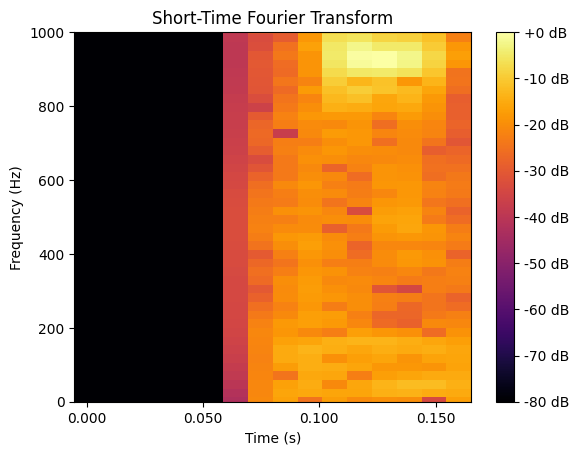 Short-Time Fourier Transform
1000
800
600
400
200
0
Frequency (Hz)
0.000
0.050
0.100
0.150
Time (s)
+0 dB
-10 dB
-20 dB
-30 dB
-40 dB
-50 dB
-60 dB
-70 dB
-80 dB